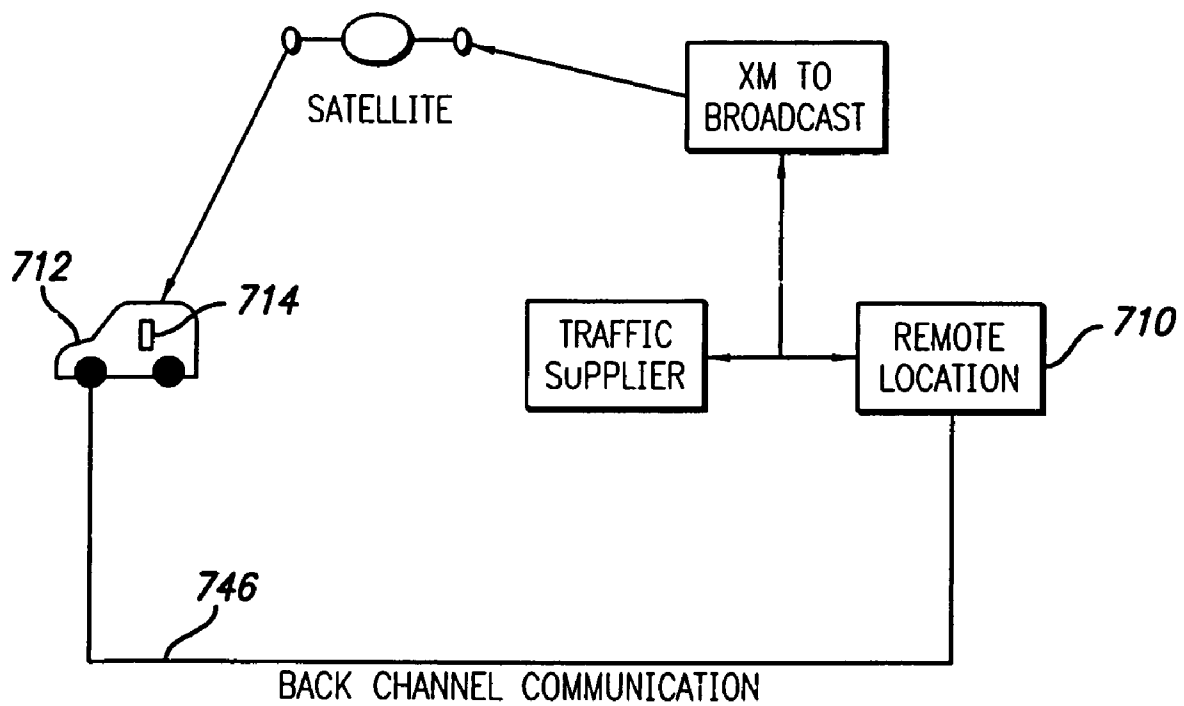 XM TO
BROADCAST
SATELLITE
712
714
TRAFFIC
SuPPLIER
REMOTE
LOCATION
710
746
BACK CHANNEL COMMUNICATION